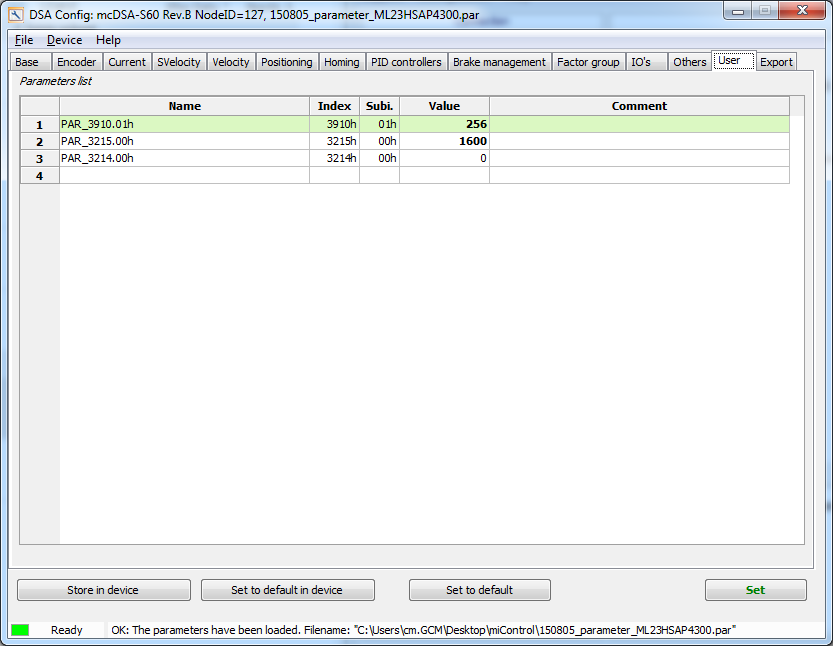 DSA Config: mcDSA-S60 Rev.B NodeID=127, 150805_parameter_ML23HSAP4300.par
File Device Help
Base Encoder Current SVelocity Velocity Positioning Homing PID controllers Brake management Factor group IO's Others User Export
Parameters list
Name Index Subi. Value Comment
1 PAR_3910.01h 3910h 01h 256
2 PAR_3215.00h 3215h 00h 1600
3 PAR_3214.00h 3214h 00h 0
4
Store in device Set to default in device Set to default Set
Ready OK: The parameters have been loaded. Filename: "C:\Users\cm.GCM\Desktop\miControl\150805_parameter_ML23HSAP4300.par"